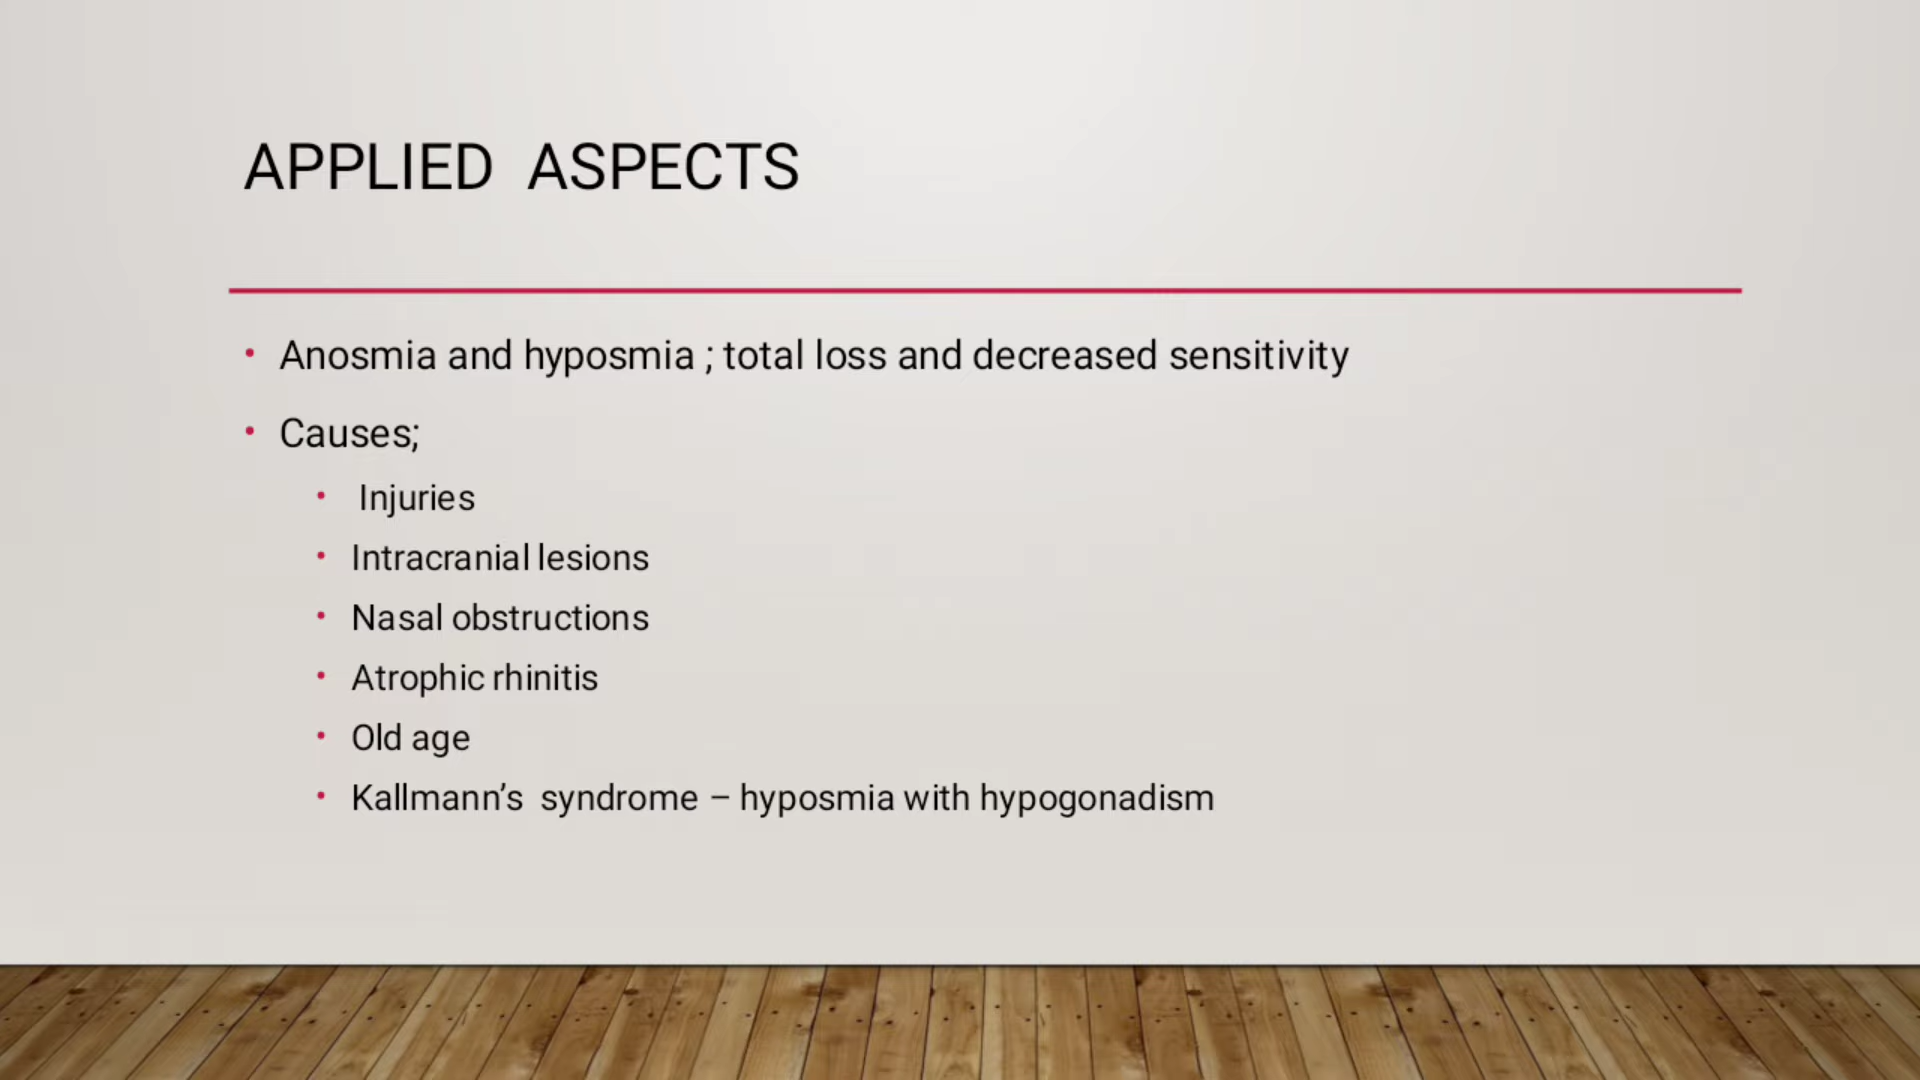 APPLIED ASPECTS
• Anosmia and hyposmia ; total loss and decreased sensitivity
• Causes;
• Injuries
• Intracranial lesions
• Nasal obstructions
• Atrophic rhinitis
• Old age
• Kallmann’s syndrome – hyposmia with hypogonadism